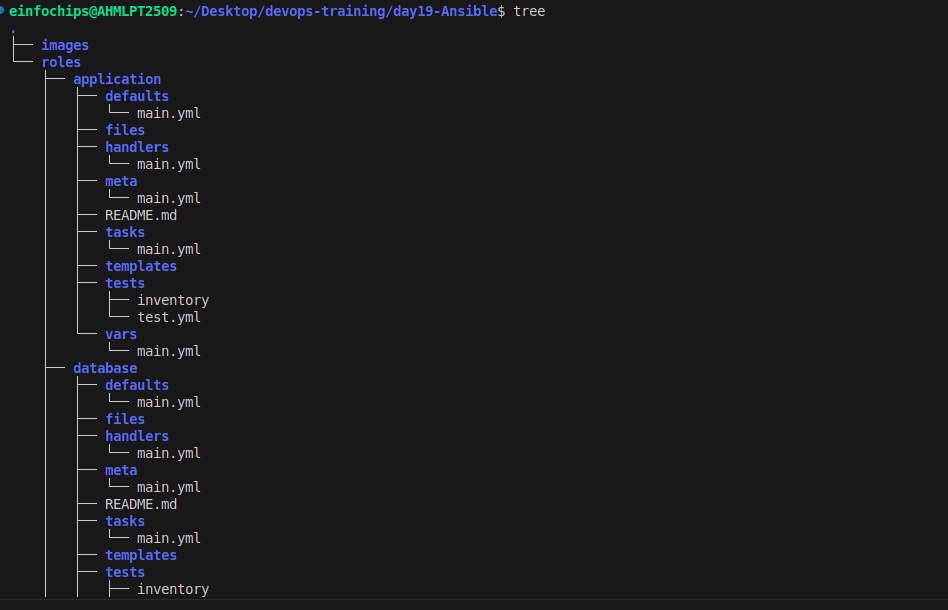 einfochips@AHMLPT2509:~/Desktop/devops-training/day19-Ansible$ tree
.
├── images
└── roles
    ├── application
    │   ├── defaults
    │   │   └── main.yml
    │   ├── files
    │   ├── handlers
    │   │   └── main.yml
    │   ├── meta
    │   │   └── main.yml
    │   ├── README.md
    │   ├── tasks
    │   │   └── main.yml
    │   ├── templates
    │   ├── tests
    │   │   ├── inventory
    │   │   └── test.yml
    │   └── vars
    │       └── main.yml
    ├── database
    │   ├── defaults
    │   │   └── main.yml
    │   ├── files
    │   ├── handlers
    │   │   └── main.yml
    │   ├── meta
    │   │   └── main.yml
    │   ├── README.md
    │   ├── tasks
    │   │   └── main.yml
    │   ├── templates
    │   ├── tests
    │   │   ├── inventory